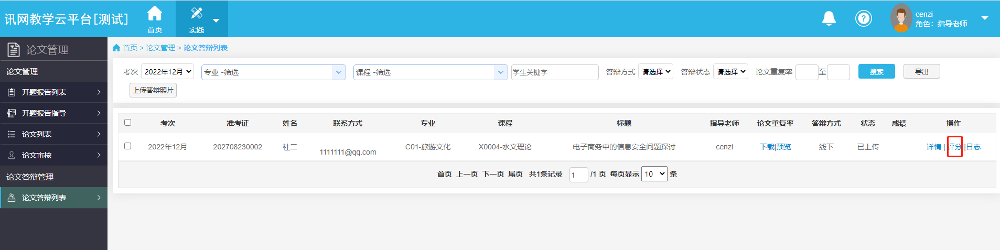 讯网教学云平台[测试]
首页
实践
cenzi
角色：指导老师
论文管理
论文管理
开题报告列表
开题报告指导
论文列表
论文审核
论文答辩管理
论文答辩列表
首页 > 论文管理 > 论文答辩列表
考次 2022年12月 专业 -筛选 课程 -筛选 学生关键字 答辩方式 请选择 答辩状态 请选择 论文重复率 至 搜索 导出
上传答辩照片
考次 准考证 姓名 联系方式 专业 课程 标题 指导老师 论文重复率 答辩方式 状态 成绩 操作
2022年12月 202708230002 杜二 1111111@qq.com C01-旅游文化 X0004-水文理论 电子商务中的信息安全问题探讨 cenzi 下载|预览 线下 已上传 详情 | 评分 |日志
首页 上一页 下一页 尾页 共1条记录 1 /1 页 每页显示 10 条